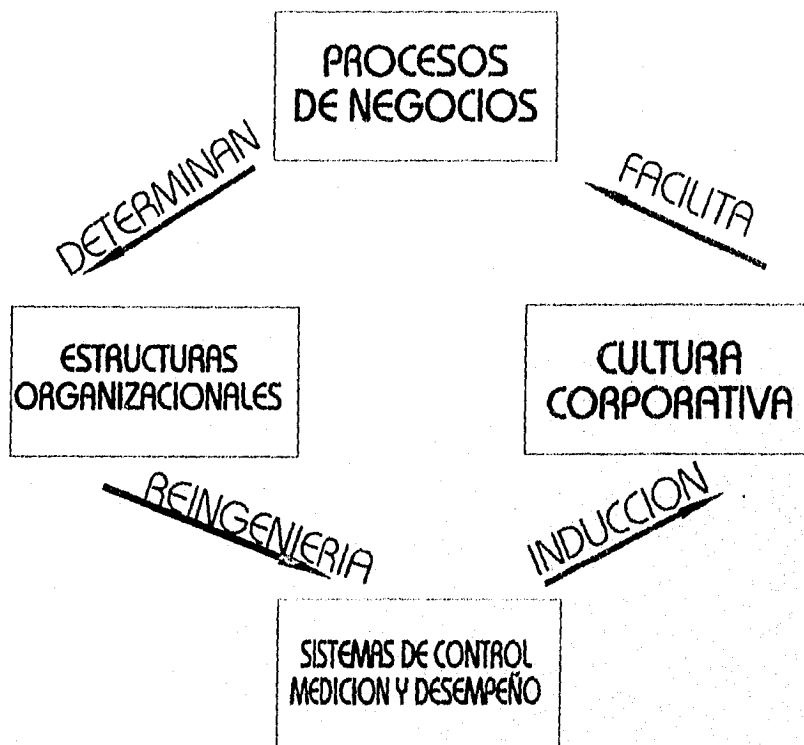 PROCESOS
DE NEGOCIOS
DETERMINAN
FACILITA
ESTRUCTURAS
ORGANIZACIONALES
CULTURA
CORPORATIVA
REINGENIERIA
INDUCCION
SISTEMAS DE CONTROL
MEDICION Y DESEMPEÑO